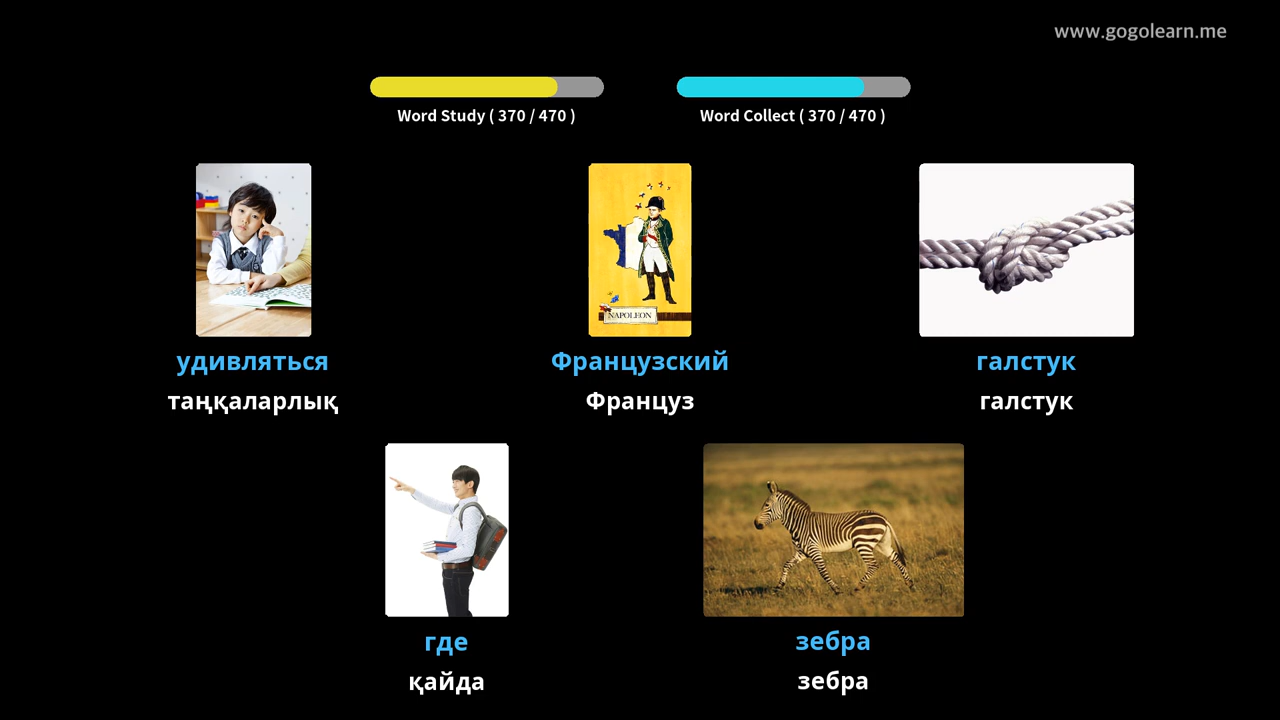 www.gogolearn.me
Word Study ( 370 / 470 )
Word Collect ( 370 / 470 )
NAPOLEON
удивляться
Французский
галстук
таңқаларлық
Француз
галстук
где
зебра
қайда
зебра